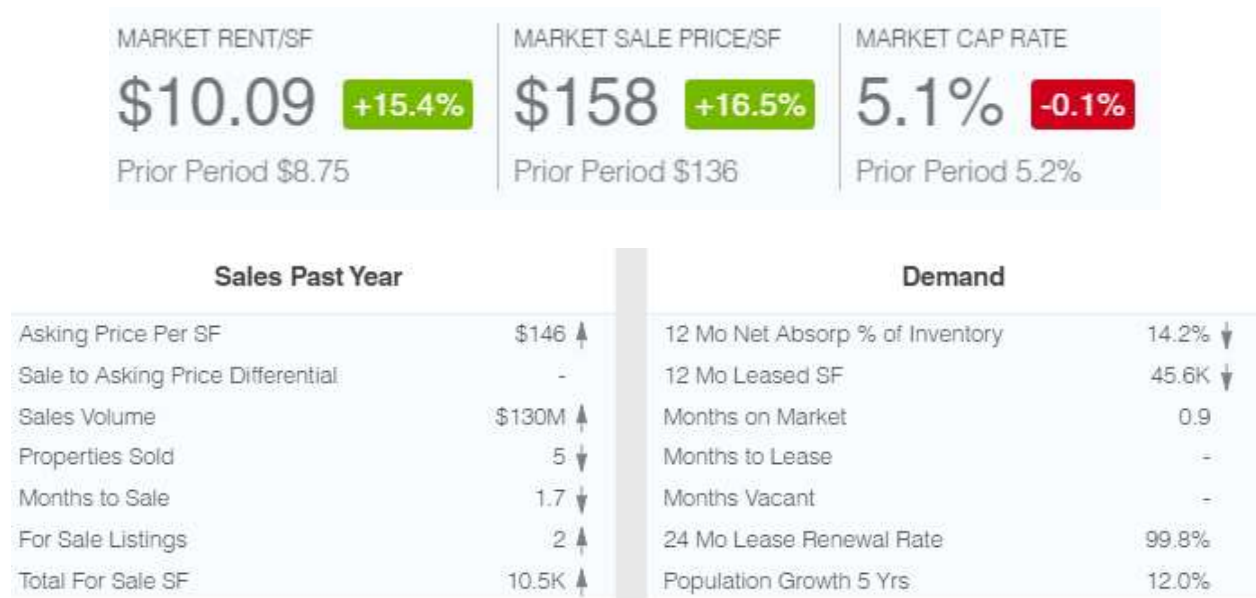 MARKET RENT/SF
$10.09 +15.4%
Prior Period $8.75
MARKET SALE PRICE/SF
$158 +16.5%
Prior Period $136
MARKET CAP RATE
5.1% -0.1%
Prior Period 5.2%
Sales Past Year
Asking Price Per SF $146
Sale to Asking Price Differential -
Sales Volume $130M
Properties Sold 5
Months to Sale 1.7
For Sale Listings 2
Total For Sale SF 10.5K
Demand
12 Mo Net Absorp % of Inventory 14.2%
12 Mo Leased SF 45.6K
Months on Market 0.9
Months to Lease -
Months Vacant -
24 Mo Lease Renewal Rate 99.8%
Population Growth 5 Yrs 12.0%